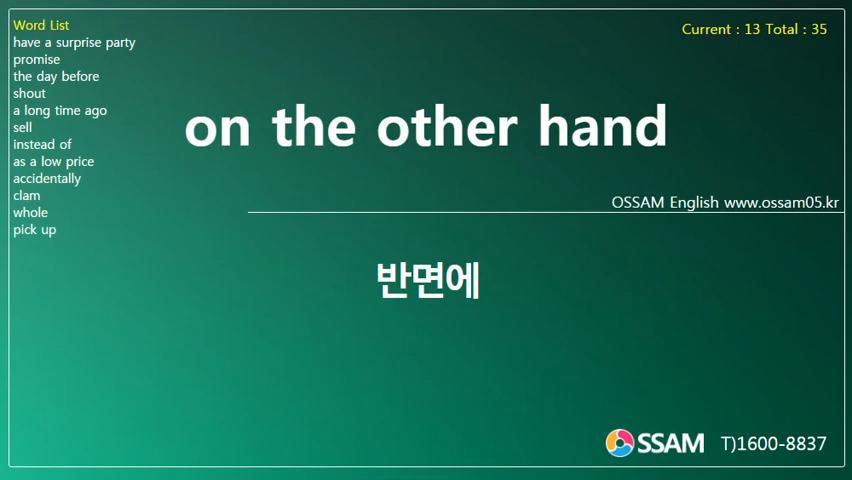 Word List
have a surprise party
promise
the day before
shout
a long time ago
sell
instead of
as a low price
accidentally
clam
whole
pick up
Current : 13 Total : 35
on the other hand
OSSAM English www.ossam05.kr
반면에
OSSAM T)1600-8837